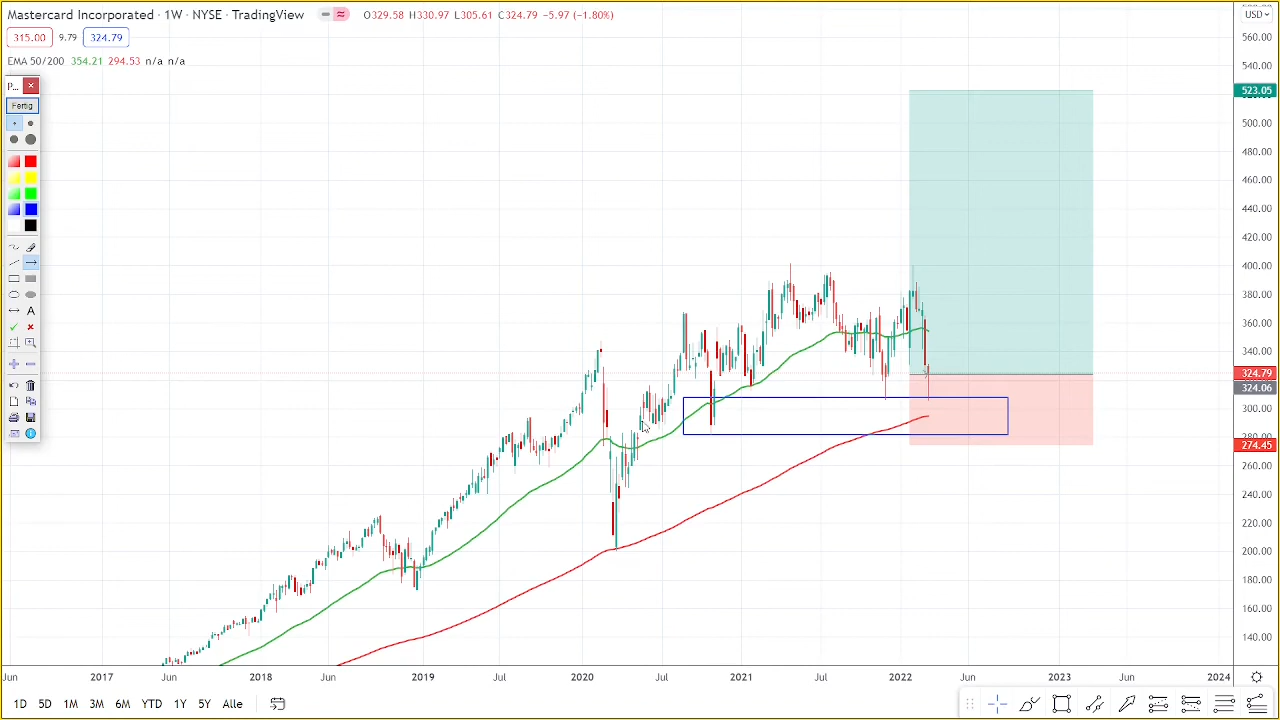 Mastercard Incorporated · 1W · NYSE · TradingView O329.58 H330.97 L305.61 C324.79 -5.97 (-1.80%)
315.00 9.79 324.79
EMA 50/200 354.21 294.53 n/a n/a
P...
Fertig
A
USD
560.00
540.00
523.05
500.00
480.00
460.00
440.00
420.00
400.00
380.00
360.00
340.00
324.79
324.06
300.00
280.00
274.45
260.00
240.00
220.00
200.00
180.00
160.00
140.00
Jun 2017 Jun 2018 Jun 2019 Jul 2020 Jul 2021 Jul 2022 Jun 2023 Jun 2024
1D 5D 1M 3M 6M YTD 1Y 5Y Alle